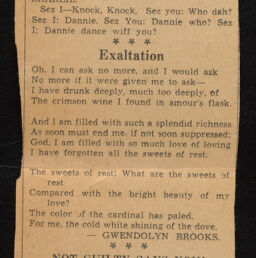 Sez I—Knock, Knock. Sez you: Who dah?
Sez I: Dannie. Sez You: Dannie who? Sez
I: Dannie dance wiff you?
* * *
Exaltation
Oh, I can ask no more, and I would ask
No more if it were given me to ask—
I have drunk deeply, much too deeply, of
The crimson wine I found in amour's flask.
And I am filled with such a splendid richness
As soon must end me, if not soon suppressed;
God, I am filled with so much love of loving
I have forgotten all the sweets of rest.
The sweets of rest! What are the sweets of
rest
Compared with the bright beauty of my
love?
The color of the cardinal has paled,
For me, the cold white shining of the dove.
— GWENDOLYN BROOKS.
* * *
NOT GUILTY SAYS